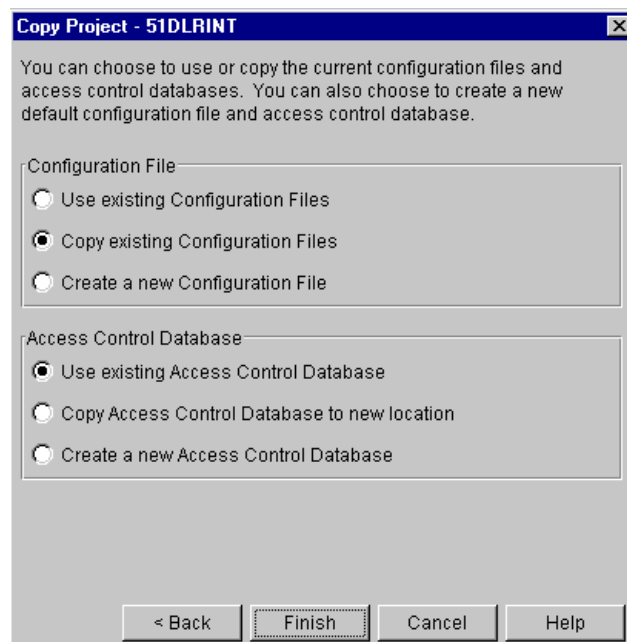 Copy Project - 51DLRINT
You can choose to use or copy the current configuration files and
access control databases. You can also choose to create a new
default configuration file and access control database.
Configuration File
Use existing Configuration Files
Copy existing Configuration Files
Create a new Configuration File
Access Control Database
Use existing Access Control Database
Copy Access Control Database to new location
Create a new Access Control Database
< Back
Finish
Cancel
Help